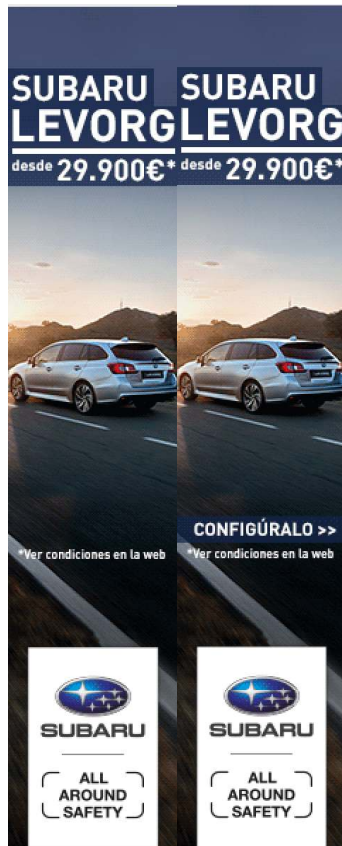 SUBARU
LEVORG
desde 29.900€*
*Ver condiciones en la web
SUBARU
ALL
AROUND
SAFETY
SUBARU
LEVORG
desde 29.900€*
CONFIGÚRALO >>
*Ver condiciones en la web
SUBARU
ALL
AROUND
SAFETY